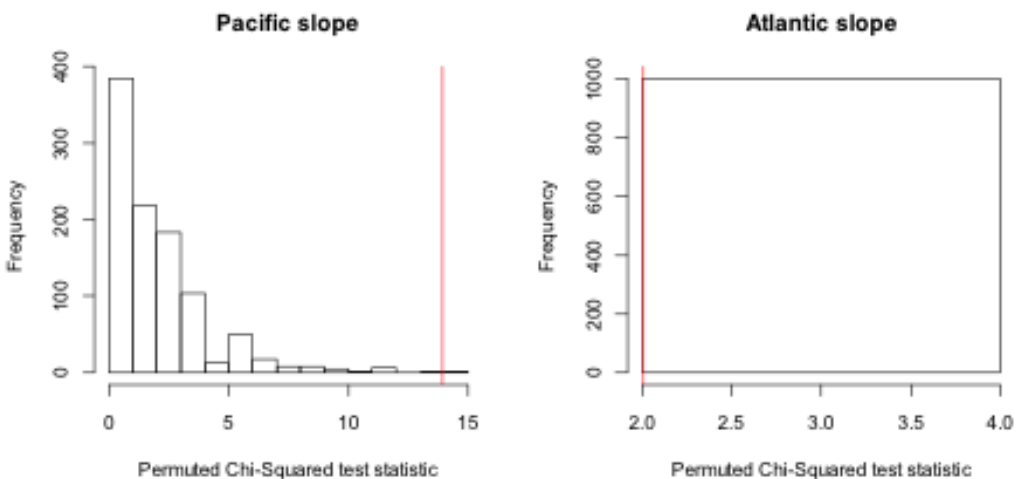 Pacific slope
Frequency
400
300
200
100
0
0 5 10 15
Permuted Chi-Squared test statistic
Atlantic slope
Frequency
1000
800
600
400
200
0
2.0 2.5 3.0 3.5 4.0
Permuted Chi-Squared test statistic